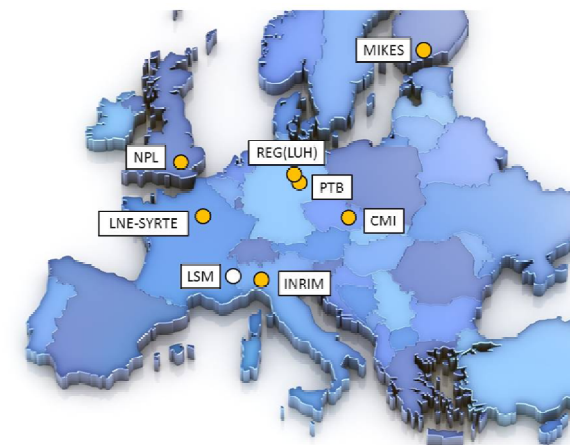 MIKES
REG(LUH)
NPL
PTB
LNE-SYRTE
CMI
LSM
INRIM